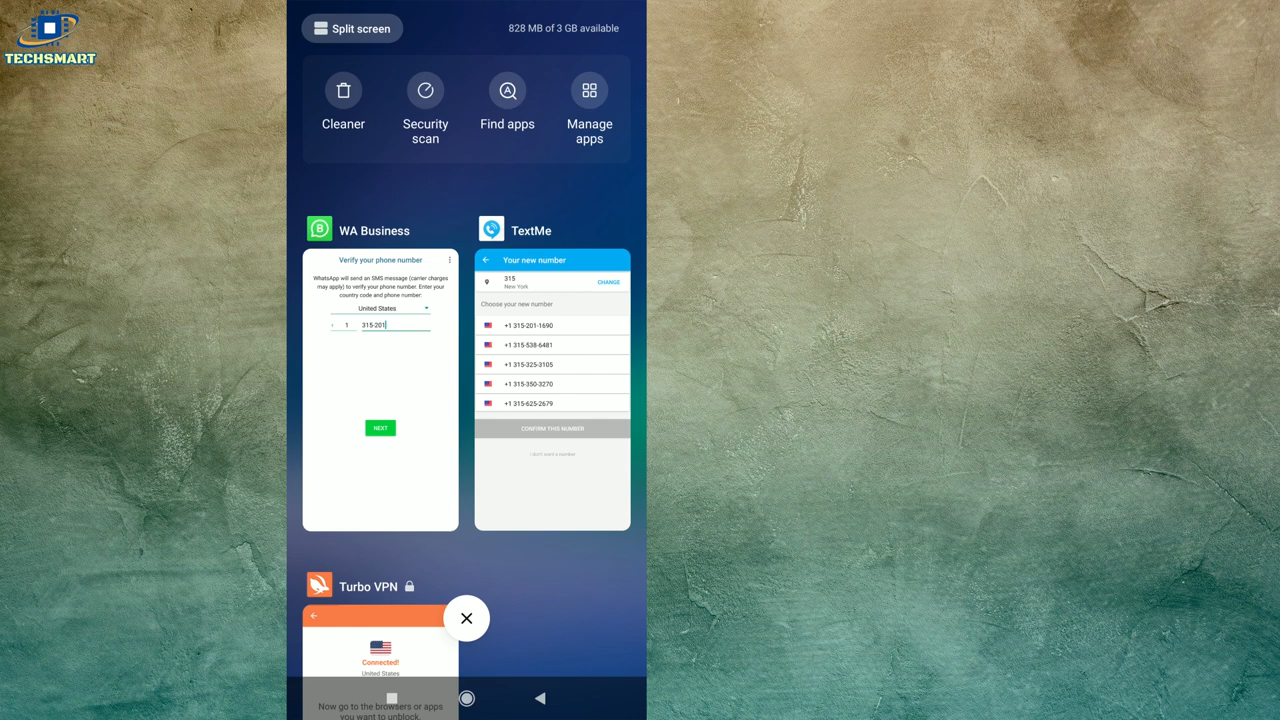 TECHSMART
Split screen
828 MB of 3 GB available
Cleaner
Security
scan
Find apps
Manage
apps
WA Business
Verify your phone number
WhatsApp will send an SMS message (carrier charges
may apply) to verify your phone number. Enter your
country code and phone number:
United States
+ 1 315-201
NEXT
TextMe
Your new number
315
New York
CHANGE
Choose your new number
+1 315-201-1690
+1 315-538-6481
+1 315-325-3105
+1 315-350-3270
+1 315-625-2679
CONFIRM THIS NUMBER
I don't want a number
Turbo VPN
Connected!
United States
Now go to the browsers or apps
you want to unblock.